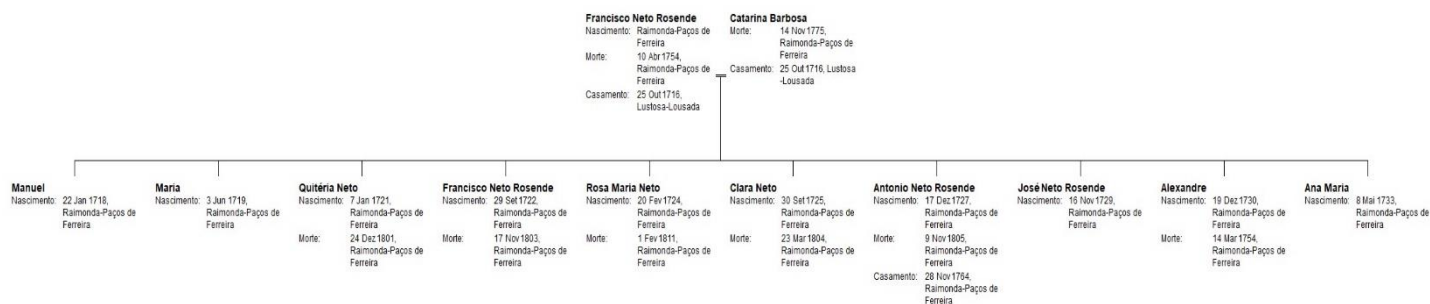 Francisco Neto Rosende
Nascimento: Raimonda-Paços de
Ferreira
Morte: 10 Abr 1754,
Raimonda-Paços de
Ferreira
Casamento: 25 Out 1716,
Lustosa-Lousada
Catarina Barbosa
Morte: 14 Nov 1775,
Raimonda-Paços de
Ferreira
Casamento: 25 Out 1716, Lustosa
-Lousada
Manuel
Nascimento: 22 Jan 1718,
Raimonda-Paços de
Ferreira
Maria
Nascimento: 3 Jun 1719,
Raimonda-Paços de
Ferreira
Quitéria Neto
Nascimento: 7 Jan 1721,
Raimonda-Paços de
Ferreira
Morte: 24 Dez 1801,
Raimonda-Paços de
Ferreira
Francisco Neto Rosende
Nascimento: 29 Set 1722,
Raimonda-Paços de
Ferreira
Morte: 17 Nov 1803,
Raimonda-Paços de
Ferreira
Rosa Maria Neto
Nascimento: 20 Fev 1724,
Raimonda-Paços de
Ferreira
Morte: 1 Fev 1811,
Raimonda-Paços de
Ferreira
Clara Neto
Nascimento: 30 Set 1725,
Raimonda-Paços de
Ferreira
Morte: 23 Mar 1804,
Raimonda-Paços de
Ferreira
Antonio Neto Rosende
Nascimento: 17 Dez 1727,
Raimonda-Paços de
Ferreira
Morte: 9 Nov 1805,
Raimonda-Paços de
Ferreira
Casamento: 28 Nov 1764,
Raimonda-Paços de
Ferreira
José Neto Rosende
Nascimento: 16 Nov 1729,
Raimonda-Paços de
Ferreira
Alexandre
Nascimento: 19 Dez 1730,
Raimonda-Paços de
Ferreira
Morte: 14 Mar 1754,
Raimonda-Paços de
Ferreira
Ana Maria
Nascimento: 8 Mai 1733,
Raimonda-Paços de
Ferreira